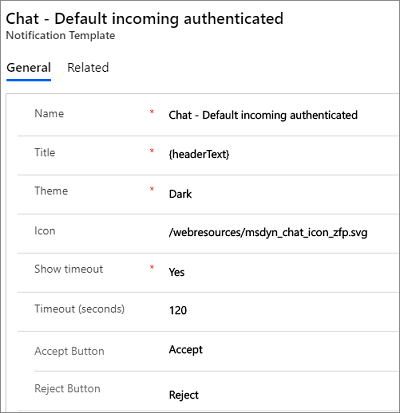 Chat - Default incoming authenticated
Notification Template
General Related
Name * Chat - Default incoming authenticated
Title * {headerText}
Theme * Dark
Icon /webresources/msdyn_chat_icon_zfp.svg
Show timeout * Yes
Timeout (seconds) 120
Accept Button Accept
Reject Button Reject